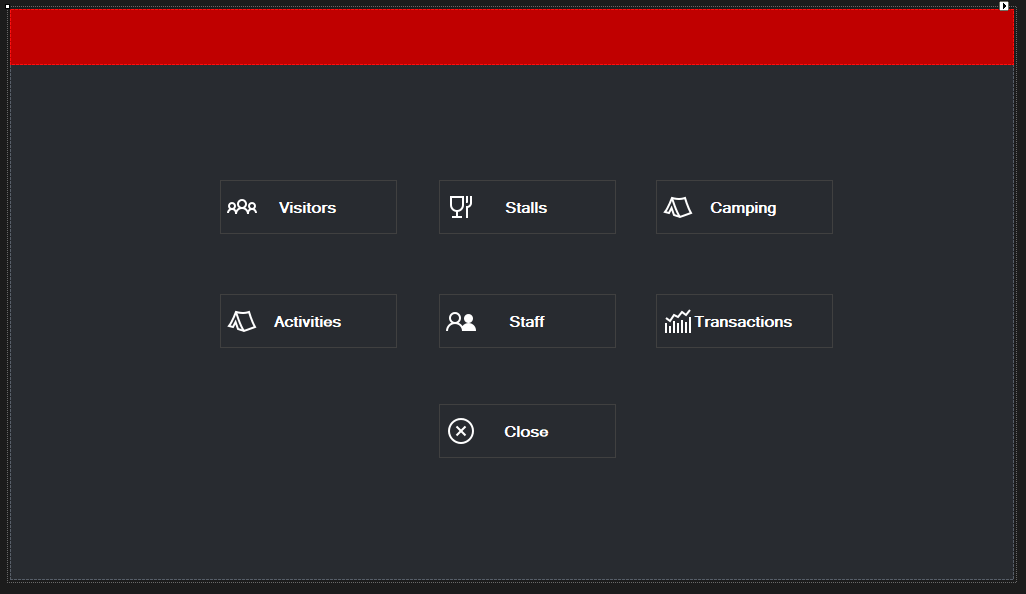 Visitors
Stalls
Camping
Activities
Staff
Transactions
Close